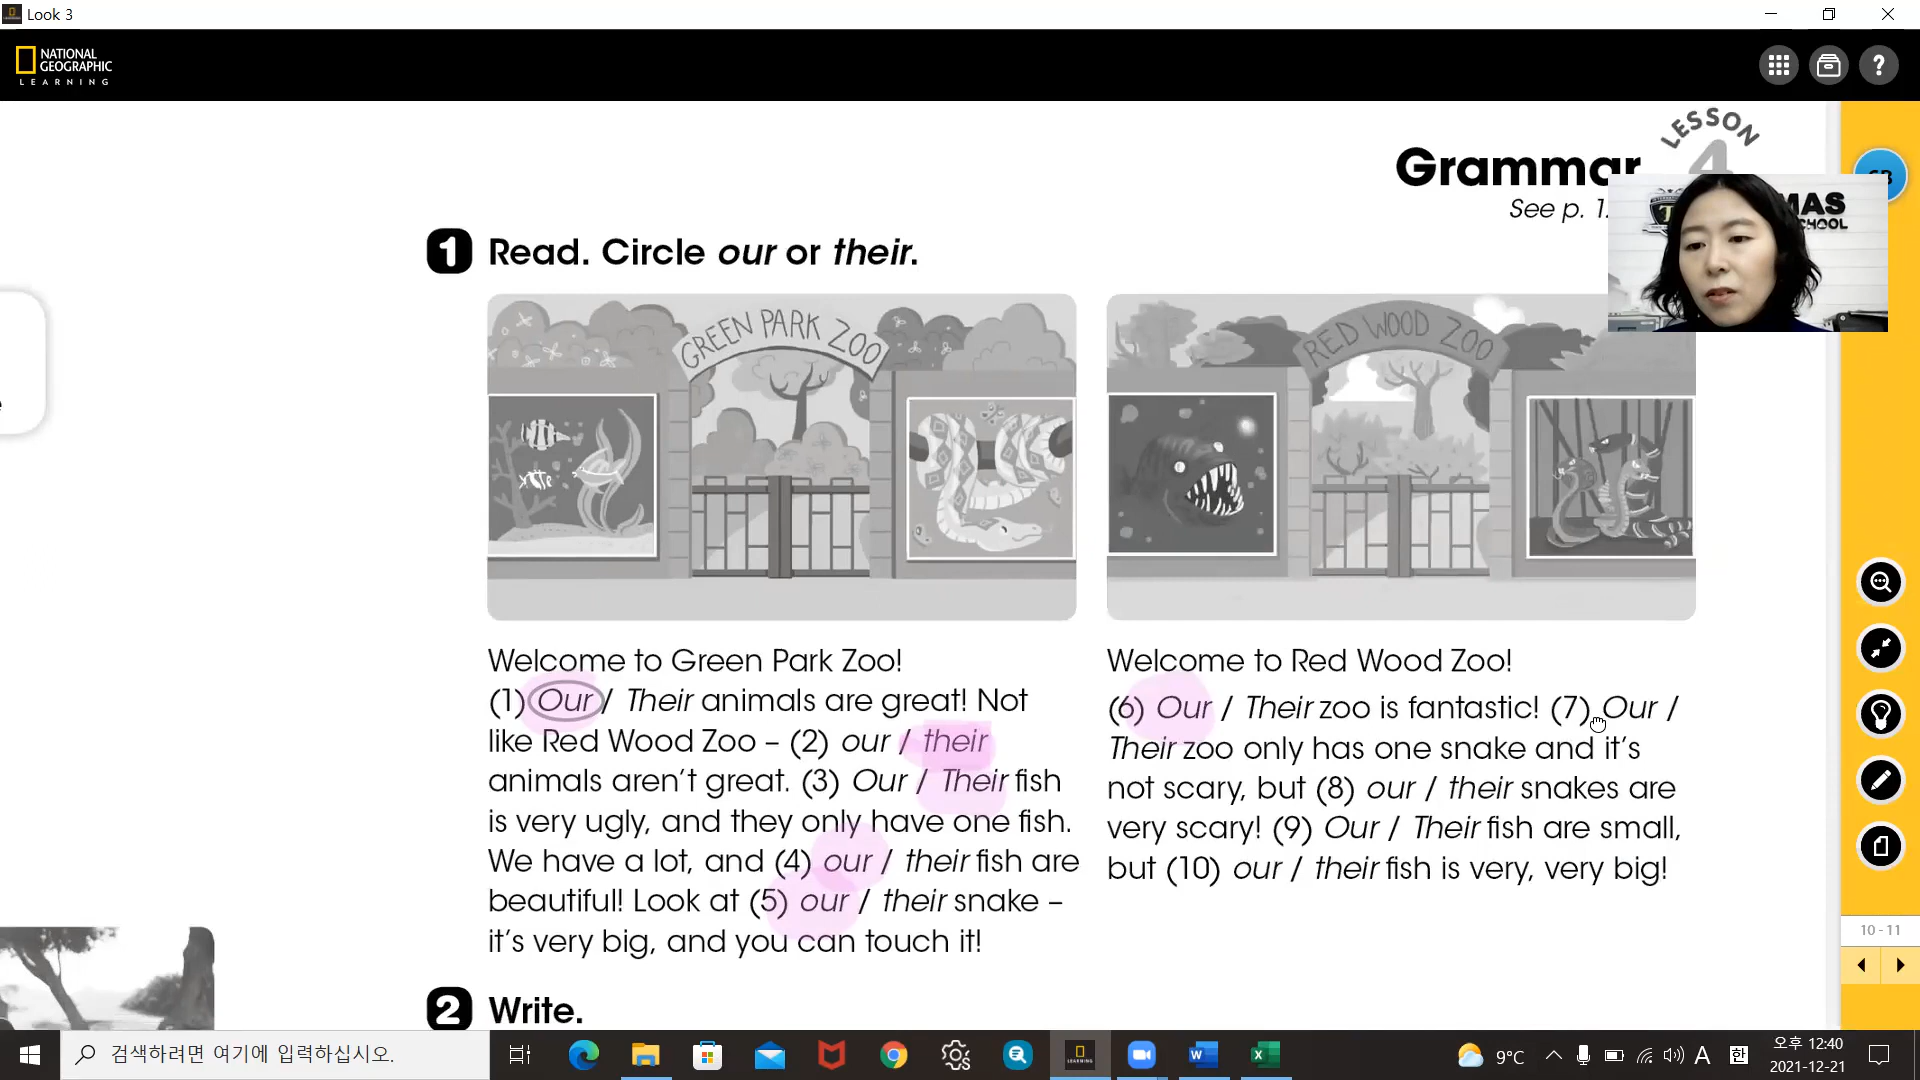 Look 3
NATIONAL
GEOGRAPHIC
LEARNING
LESSON
4
Grammar
See p. 1
1 Read. Circle our or their.
GREEN PARK ZOO
RED WOOD ZOO
Welcome to Green Park Zoo!
(1) Our / Their animals are great! Not
like Red Wood Zoo – (2) our / their
animals aren't great. (3) Our / Their fish
is very ugly, and they only have one fish.
We have a lot, and (4) our / their fish are
beautiful! Look at (5) our / their snake –
it's very big, and you can touch it!
Welcome to Red Wood Zoo!
(6) Our / Their zoo is fantastic! (7) Our /
Their zoo only has one snake and it's
not scary, but (8) our / their snakes are
very scary! (9) Our / Their fish are small,
but (10) our / their fish is very, very big!
2 Write.
10 - 11
검색하려면 여기에 입력하십시오.
9°C
A
한
오후 12:40
2021-12-21